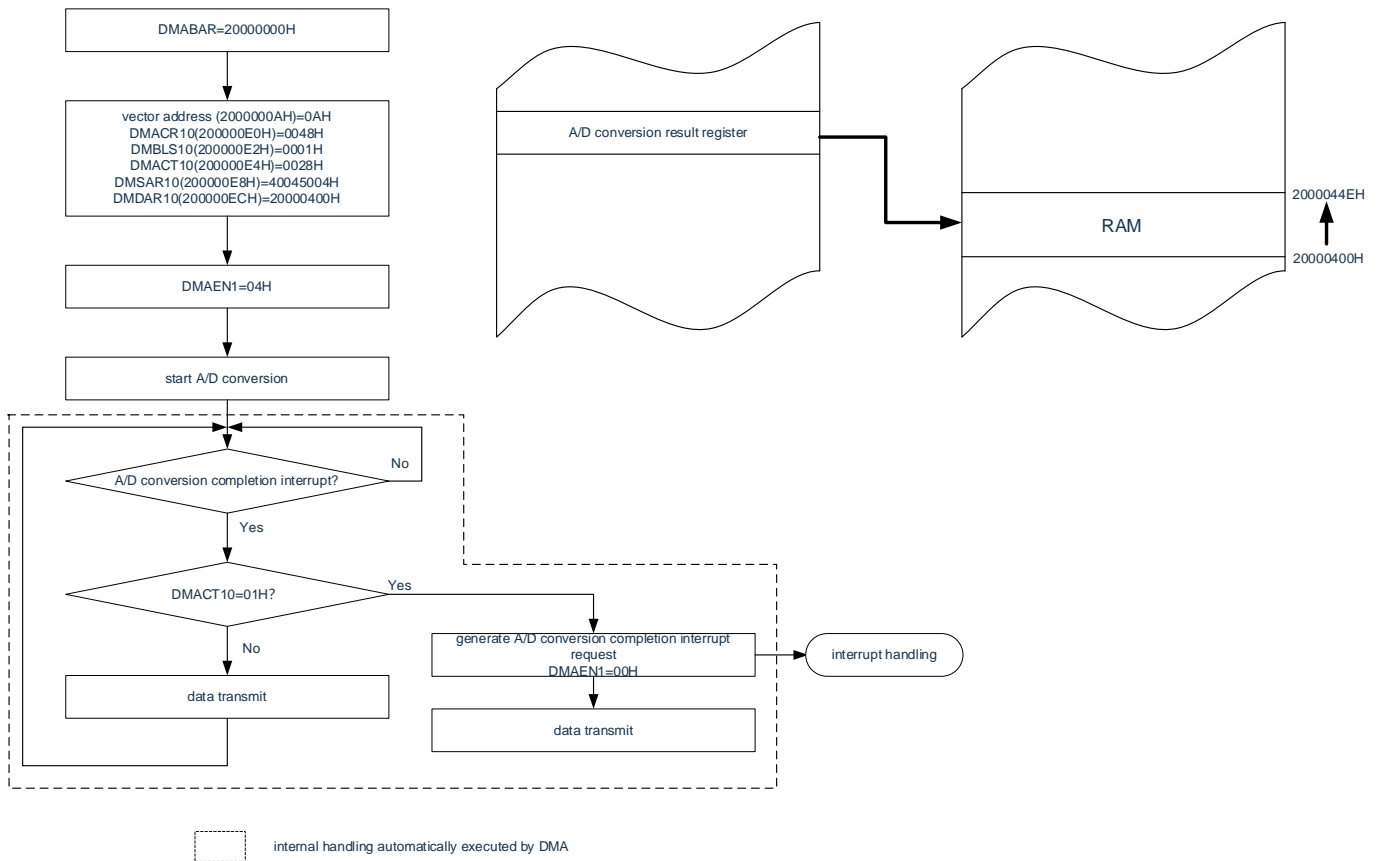 DMABAR=20000000H
vector address (2000000AH)=0AH
DMACR10(200000E0H)=0048H
DMBLS10(200000E2H)=0001H
DMACT10(200000E4H)=0028H
DMSAR10(200000E8H)=40045004H
DMDAR10(200000ECH)=20000400H
DMAEN1=04H
start A/D conversion
A/D conversion completion interrupt?
No
Yes
DMACT10=01H?
Yes
No
data transmit
generate A/D conversion completion interrupt
request
DMAEN1=00H
interrupt handling
data transmit
internal handling automatically executed by DMA
A/D conversion result register
RAM
2000044EH
20000400H